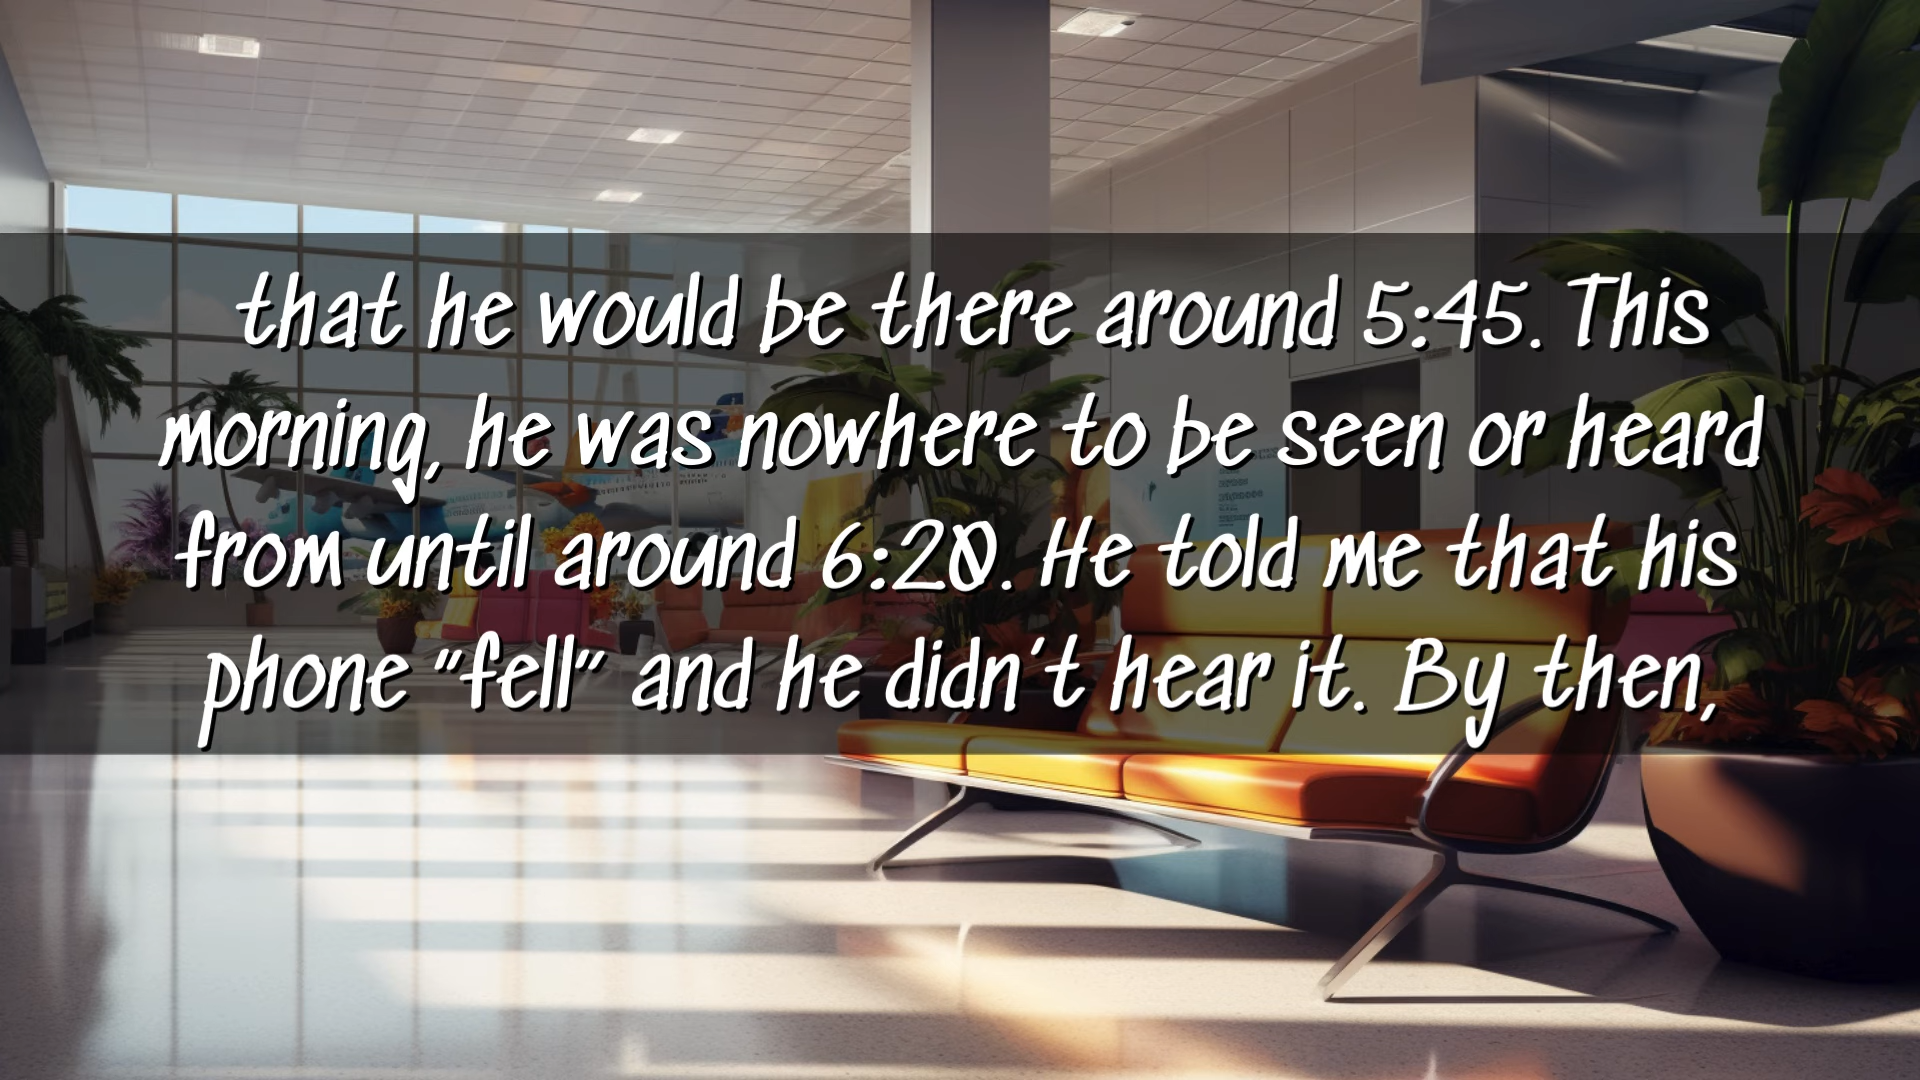 that he would be there around 5:45. This
morning, he was nowhere to be seen or heard
from until around 6:20. He told me that his
phone "fell" and he didn't hear it. By then,